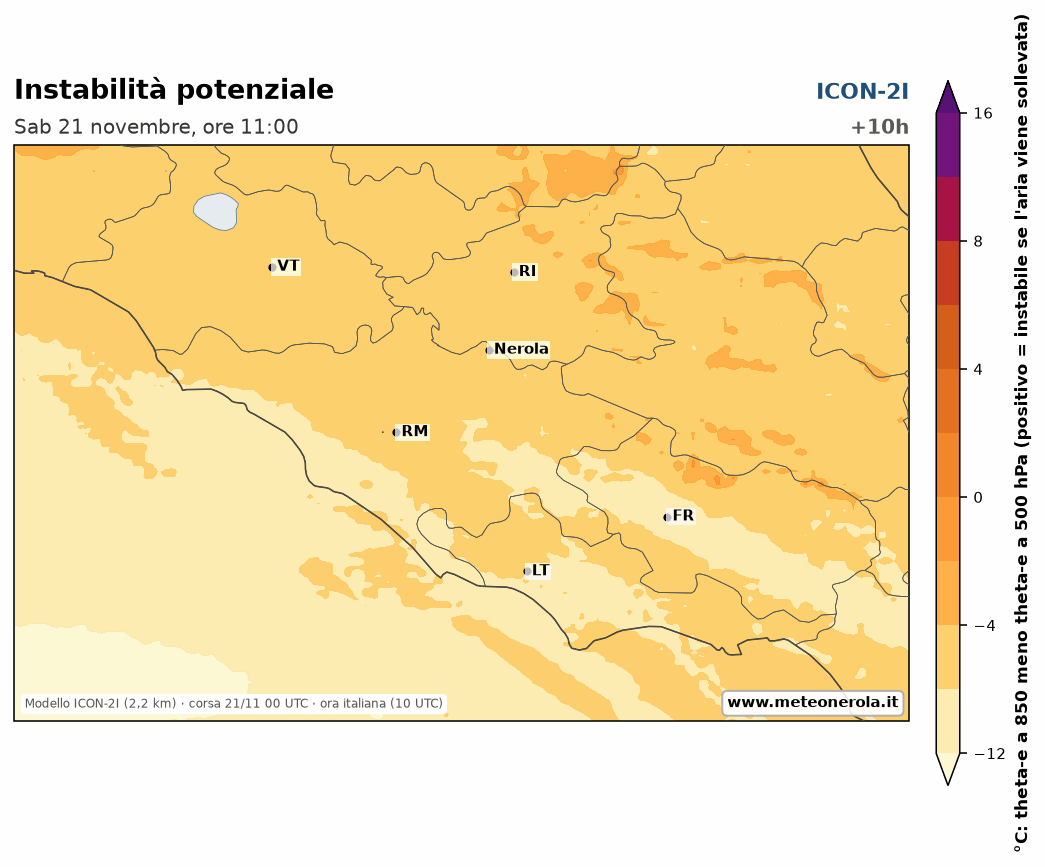 Instabilità potenziale
ICON-2I
Sab 21 novembre, ore 11:00
+10h
VT
RI
Nerola
RM
FR
LT
Modello ICON-2I (2,2 km) · corsa 21/11 00 UTC · ora italiana (10 UTC)
www.meteonerola.it
16
8
4
0
−4
−12
°C: theta-e a 850 meno theta-e a 500 hPa (positivo = instabile se l'aria viene sollevata)